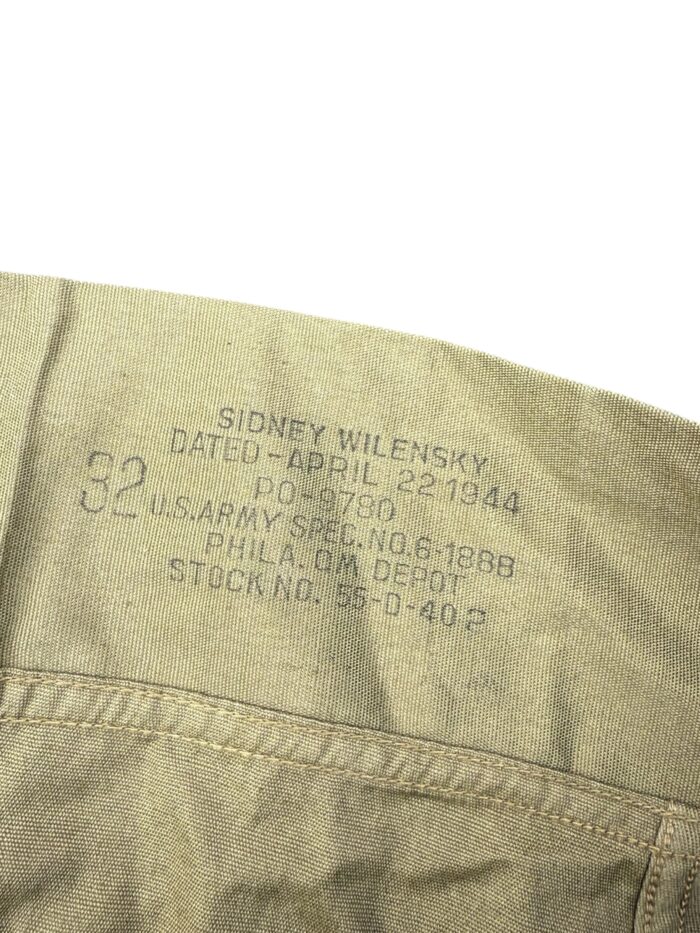 SIDNEY WILENSKY
DATED-APRIL 22 1944
PO-9780
32 U.S.ARMY SPEC.NO.6-188B
PHILA. QM DEPOT
STOCK NO. 55-D-40 2